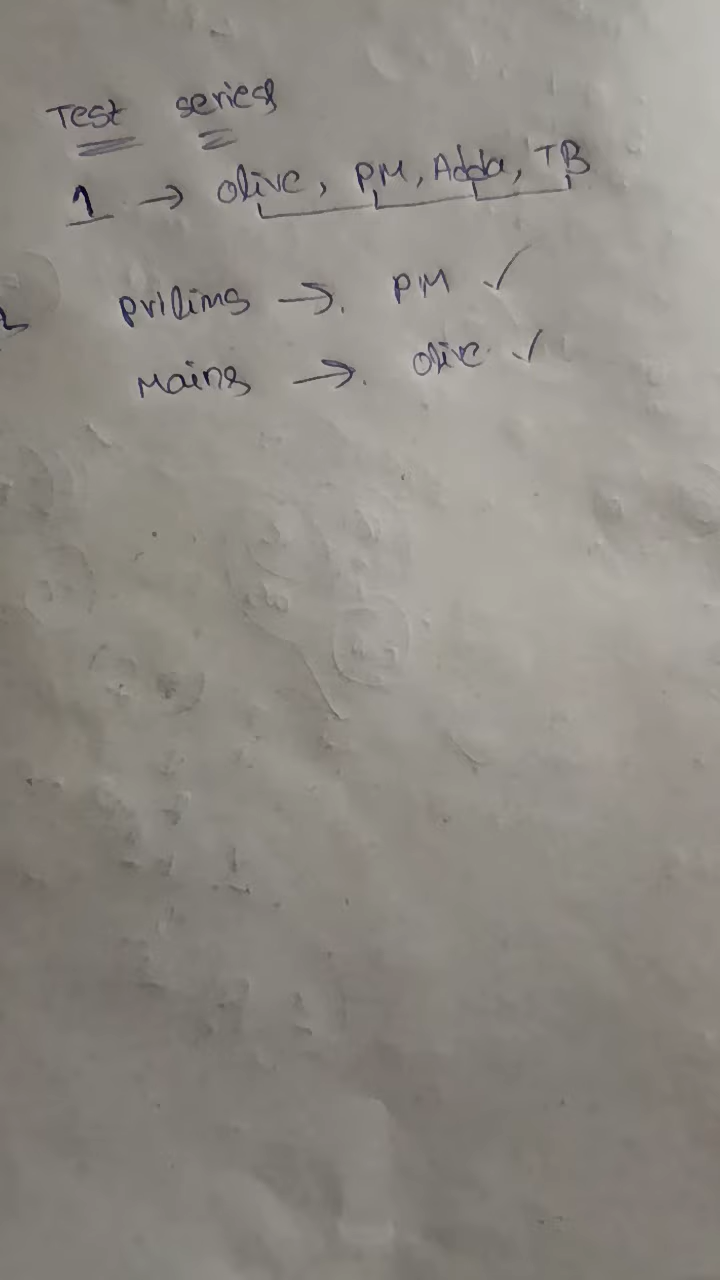 Test series
1 → olive, PM, Adda, TB
prilims → PM ✓
Mains → olive ✓